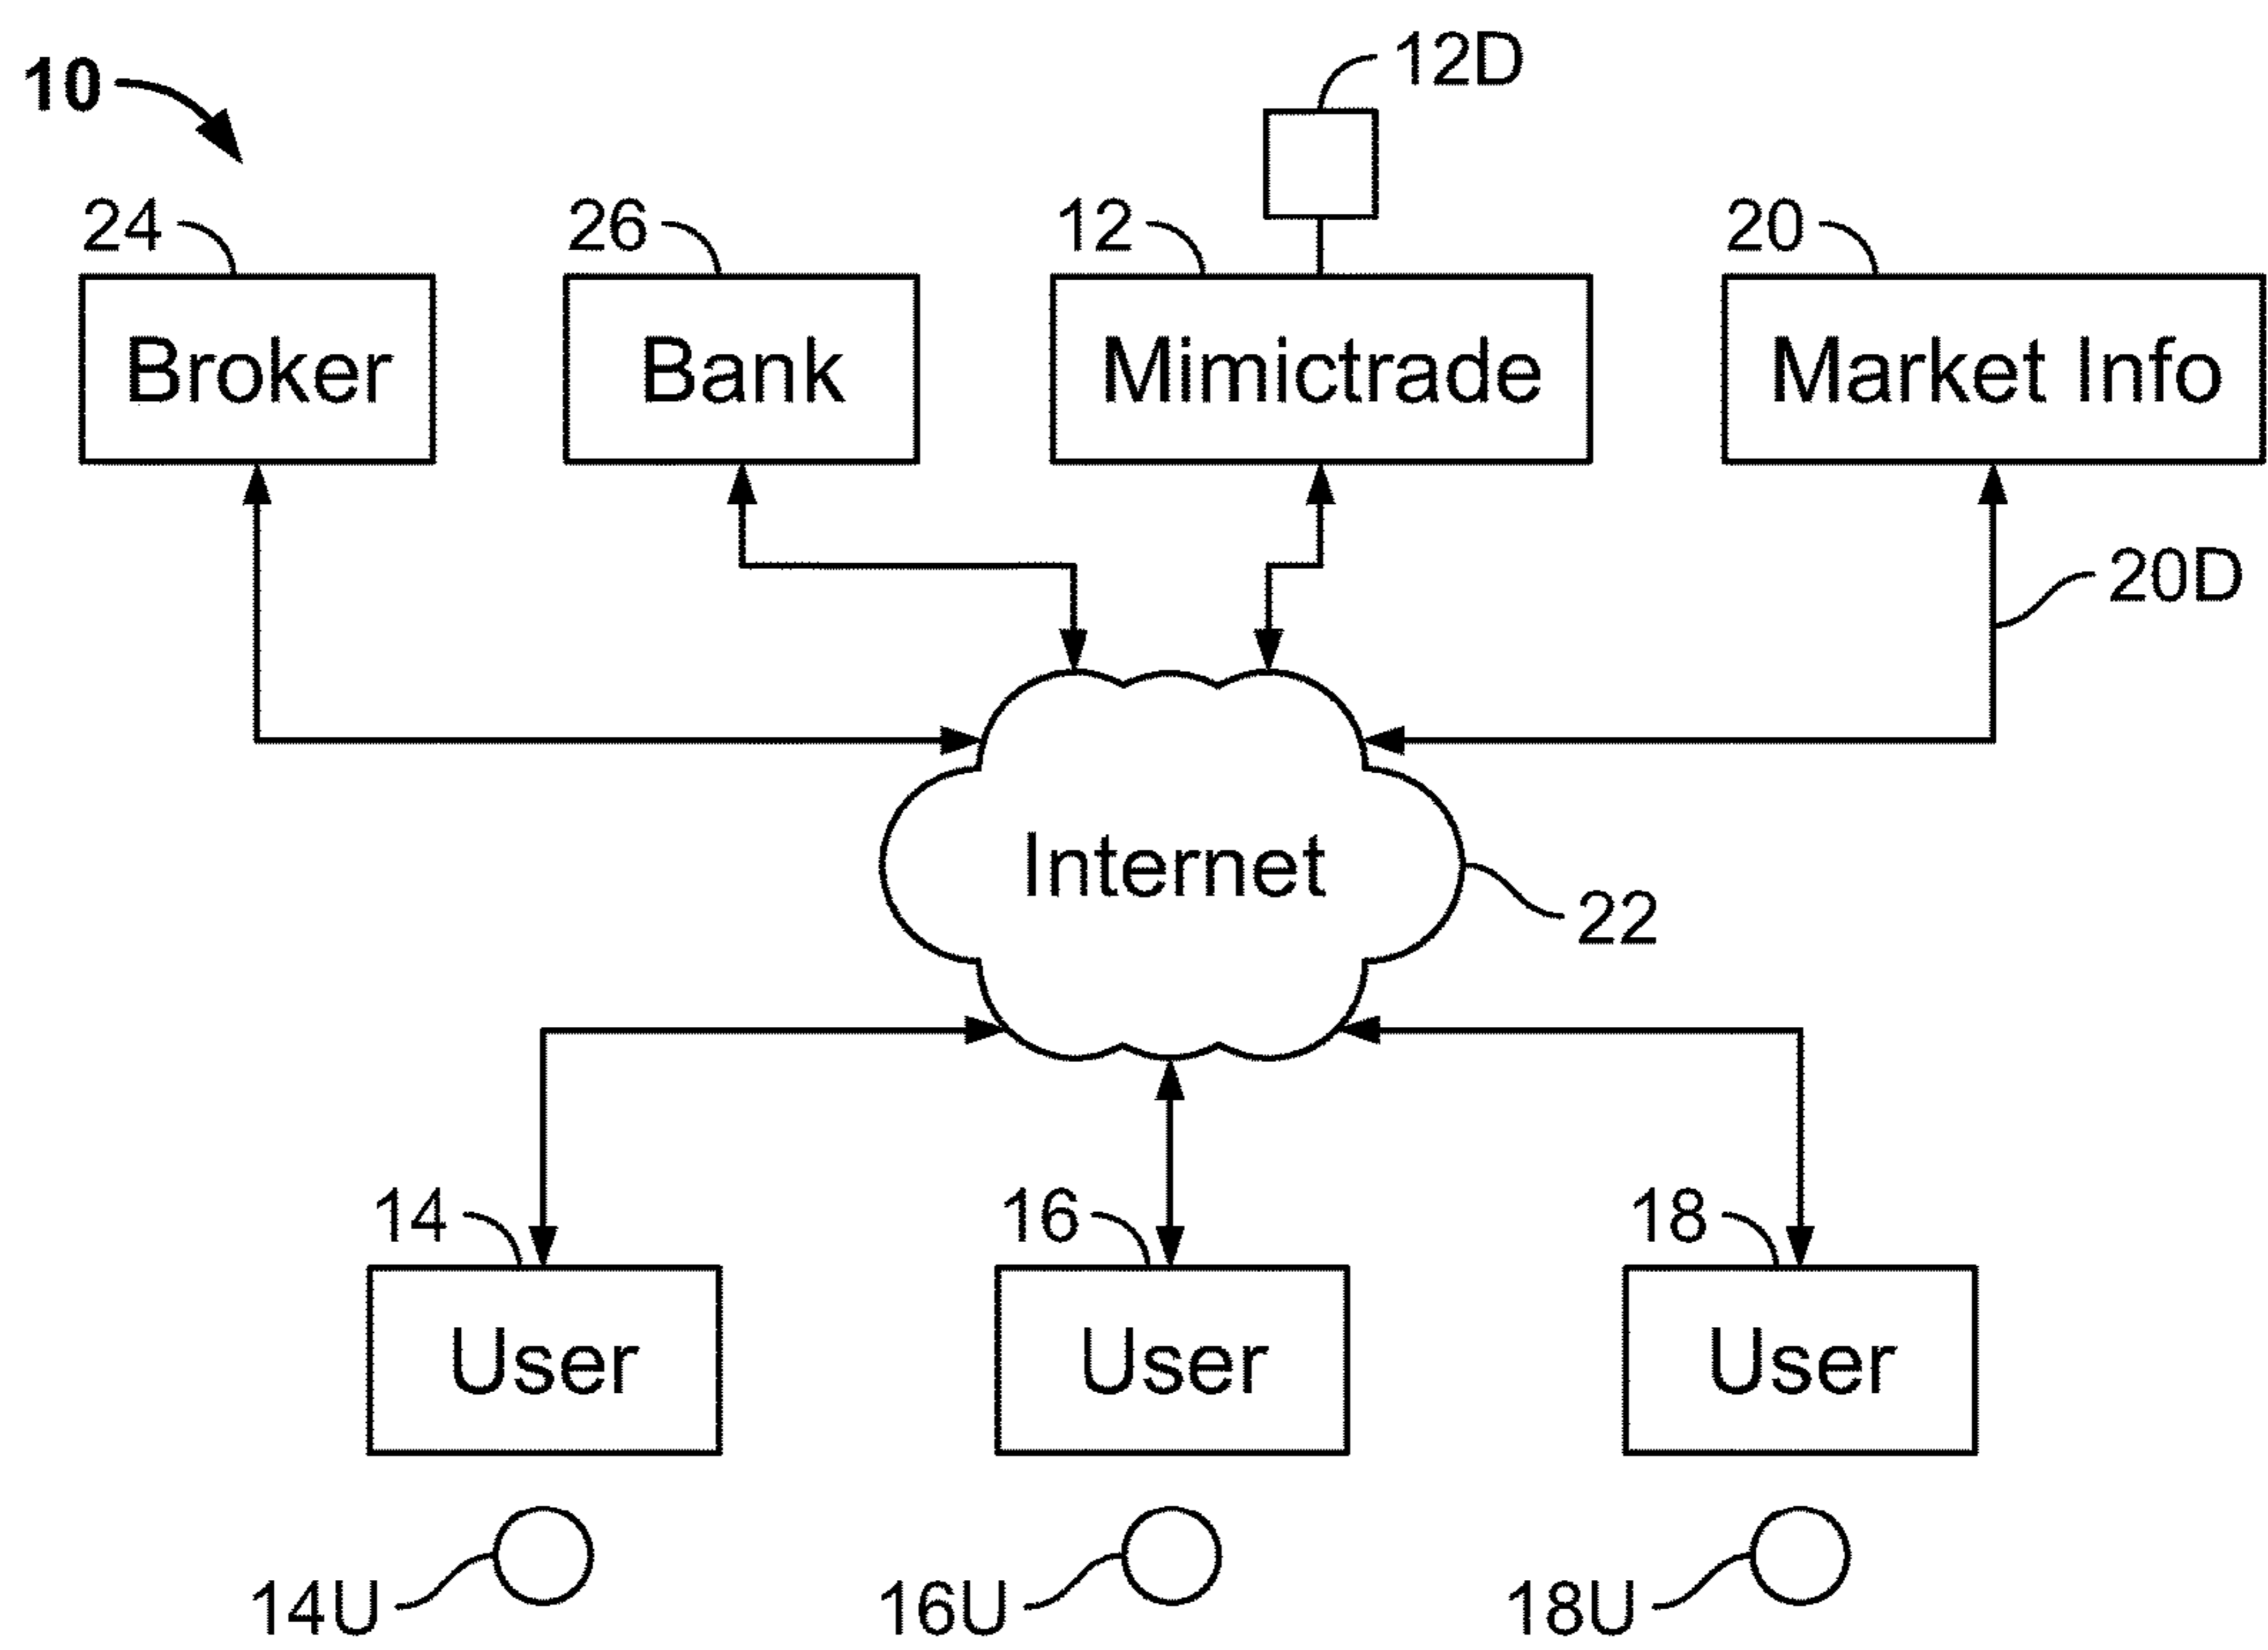 12D
10
24
26
12
20
Broker
Bank
Mimictrade
Market Info
20D
Internet
22
14
16
18
User
User
User
14U
16U
18U